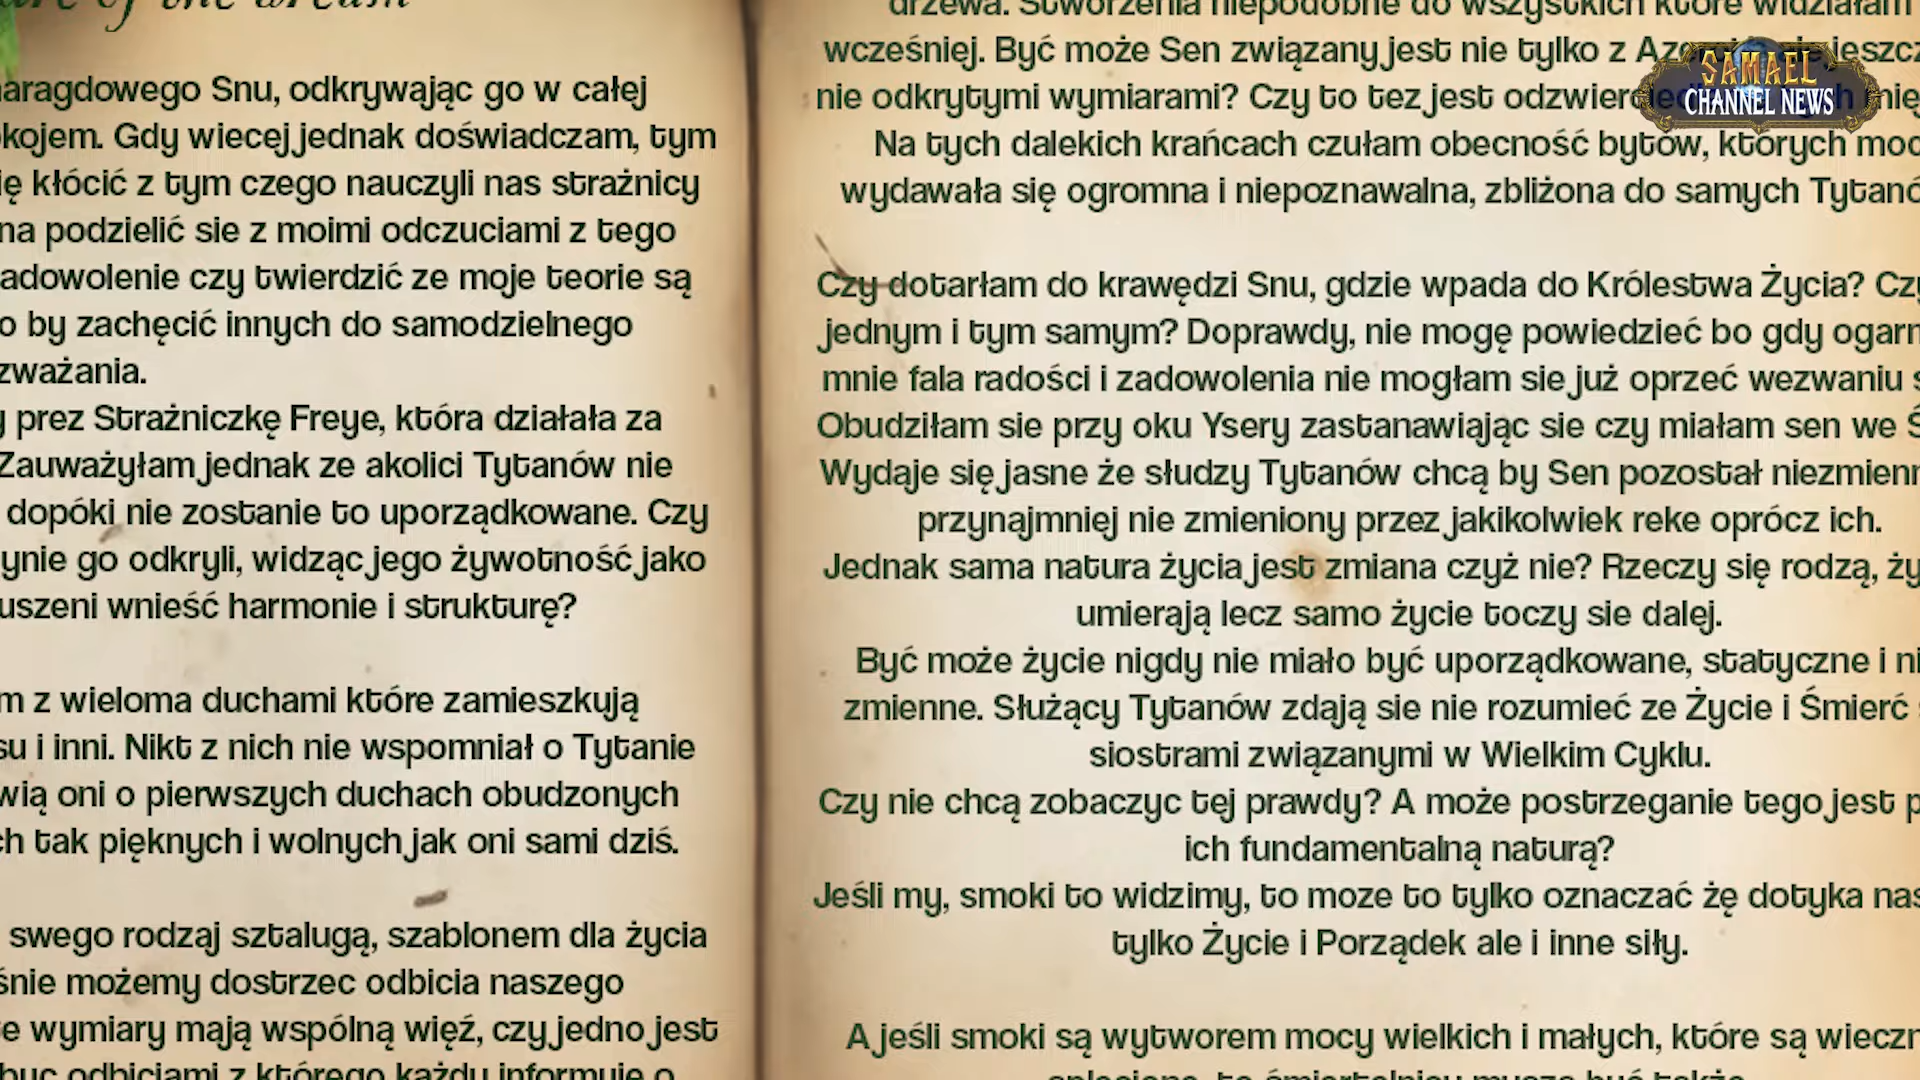 of the dream
Snu, odkrywając go w całej
Gdy wiecej jednak doświadczam, tym
kłócić z tym czego nauczyli nas strażnicy
podzielić sie z moimi odczuciami z tego
czy twierdzić ze moje teorie są
by zachęcić innych do samodzielnego
prez Strażniczkę Freye, która działała za
Zauważyłam jednak ze akolici Tytanów nie
dopóki nie zostanie to uporządkowane. Czy
go odkryli, widząc jego żywotność jako
wnieść harmonie i strukturę?
z wieloma duchami które zamieszkują
i inni. Nikt z nich nie wspomniał o Tytanie
oni o pierwszych duchach obudzonych
tak pięknych i wolnych jak oni sami dziś.
swego rodzaj sztalugą, szablonem dla życia
możemy dostrzec odbicia naszego
wymiary mają wspólną więź, czy jedno jest
odbiciami z którego każdy informuje o
drzewa. Stworzenia niepodobne do wszystkich które widziałam
wcześniej. Być może Sen związany jest nie tylko z
nie odkrytymi wymiarami? Czy to tez jest
Na tych dalekich krańcach czułam obecność bytów, których
wydawała się ogromna i niepoznawalna, zbliżona do samych
Czy dotarłam do krawędzi Snu, gdzie wpada do Królestwa Życia?
jednym i tym samym? Doprawdy, nie mogę powiedzieć bo gdy
mnie fala radości i zadowolenia nie mogłam sie już oprzeć wezwaniu
Obudziłam sie przy oku Ysery zastanawiając sie czy miałam sen we
Wydaje się jasne że słudzy Tytanów chcą by Sen pozostał
przynajmniej nie zmieniony przez jakikolwiek reke oprócz ich.
Jednak sama natura życia jest zmiana czyż nie? Rzeczy się rodzą,
umierają lecz samo życie toczy sie dalej.
Być może życie nigdy nie miało być uporządkowane, statyczne i
zmienne. Służący Tytanów zdają sie nie rozumieć ze Życie i Śmierć
siostrami związanymi w Wielkim Cyklu.
Czy nie chcą zobaczyc tej prawdy? A może postrzeganie tego jest
ich fundamentalną naturą?
Jeśli my, smoki to widzimy, to moze to tylko oznaczać żę dotyka
tylko Życie i Porządek ale i inne siły.
A jeśli smoki są wytworem mocy wielkich i małych, które są
SAMAEL
CHANNEL NEWS